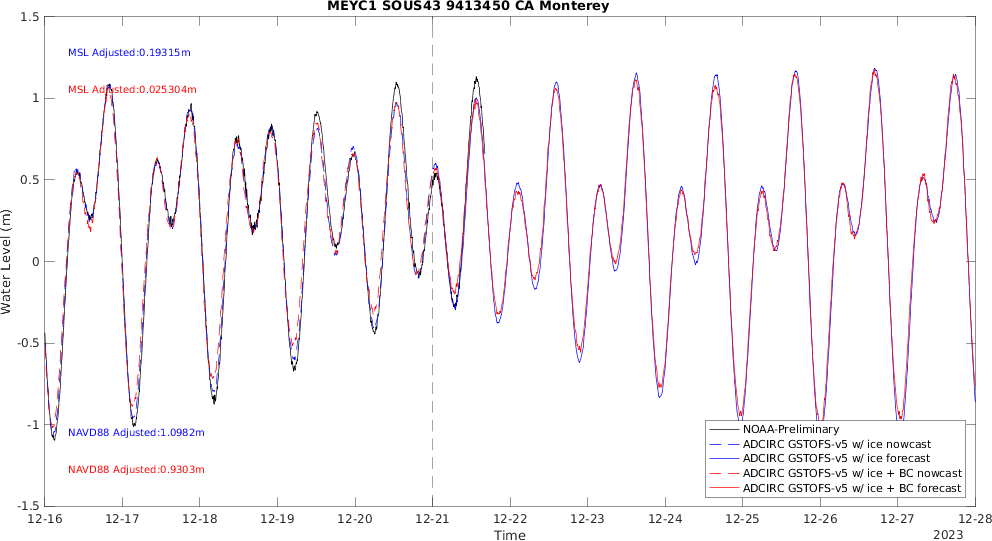 MEYC1 SOUS43 9413450 CA Monterey
1.5
1
0.5
0
-0.5
-1
-1.5
Water Level (m)
MSL Adjusted:0.19315m
MSL Adjusted:0.025304m
NAVD88 Adjusted:1.0982m
NAVD88 Adjusted:0.9303m
NOAA-Preliminary
ADCIRC GSTOFS-v5 w/ ice nowcast
ADCIRC GSTOFS-v5 w/ ice forecast
ADCIRC GSTOFS-v5 w/ ice + BC nowcast
ADCIRC GSTOFS-v5 w/ ice + BC forecast
12-16 12-17 12-18 12-19 12-20 12-21 12-22 12-23 12-24 12-25 12-26 12-27 12-28
Time
2023